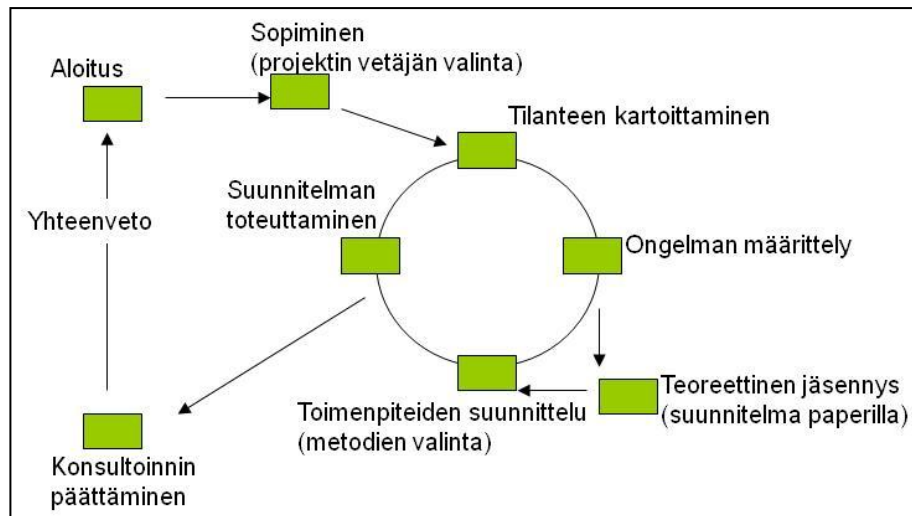 Aloitus
Sopiminen
(projektin vetäjän valinta)
Tilanteen kartoittaminen
Suunnitelman
toteuttaminen
Yhteenveto
Ongelman määrittely
Teoreettinen jäsennys
(suunnitelma paperilla)
Toimenpiteiden suunnittelu
(metodien valinta)
Konsultoinnin
päättäminen